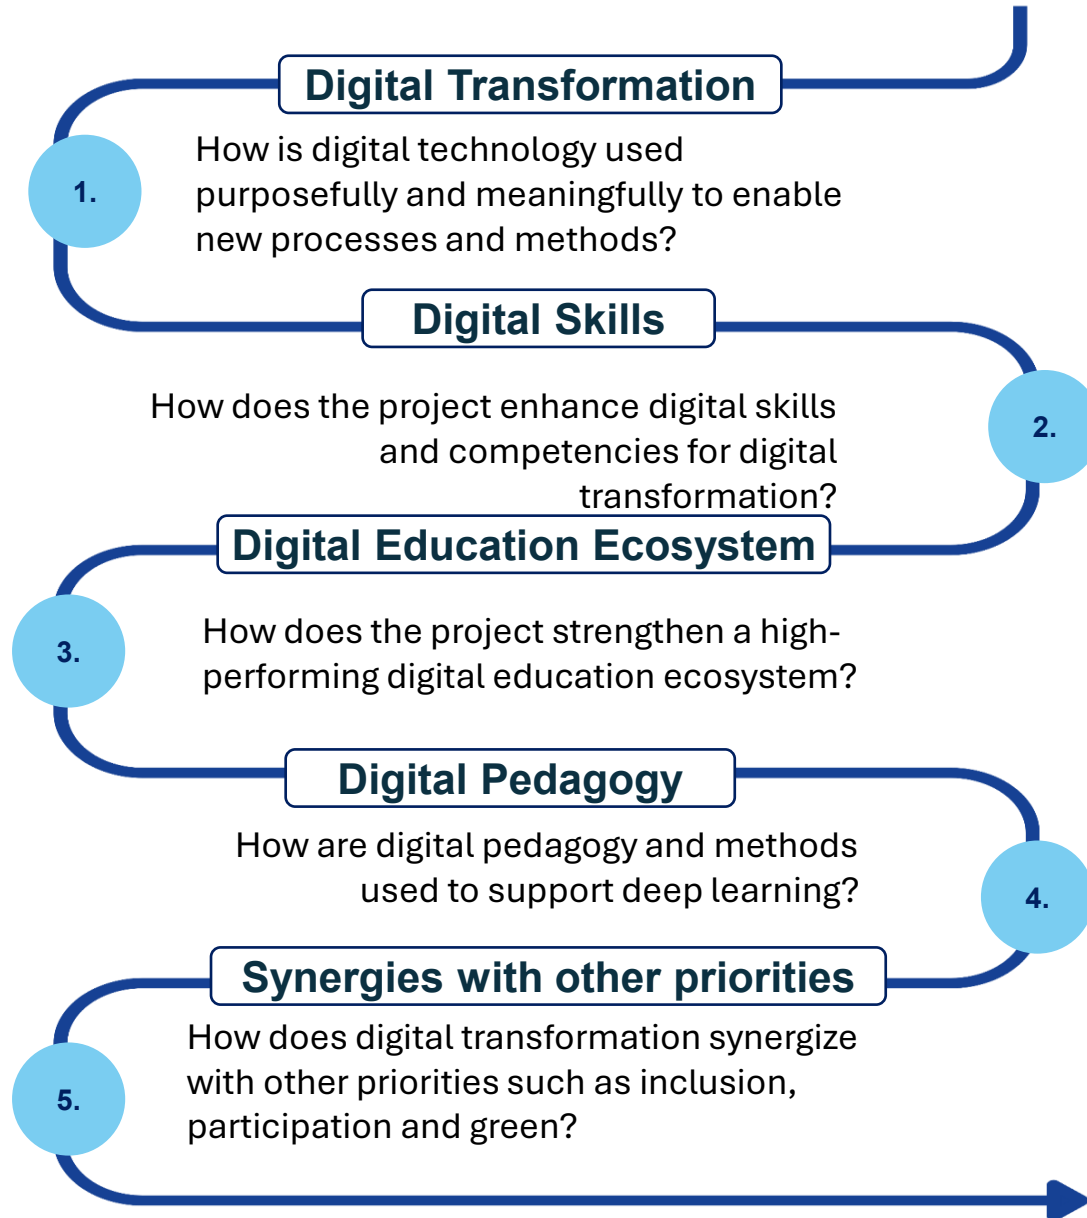 Digital Transformation
How is digital technology used
1.
purposefully and meaningfully to enable
new processes and methods?
Digital Skills
How does the project enhance digital skills
2.
and competencies for digital
transformation?
Digital Education Ecosystem
How does the project strengthen a high-
3.
performing digital education ecosystem?
Digital Pedagogy
How are digital pedagogy and methods
used to support deep learning?
4.
Synergies with other priorities
How does digital transformation synergize
with other priorities such as inclusion,
5.
participation and green?